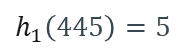 h₁(445) = 5